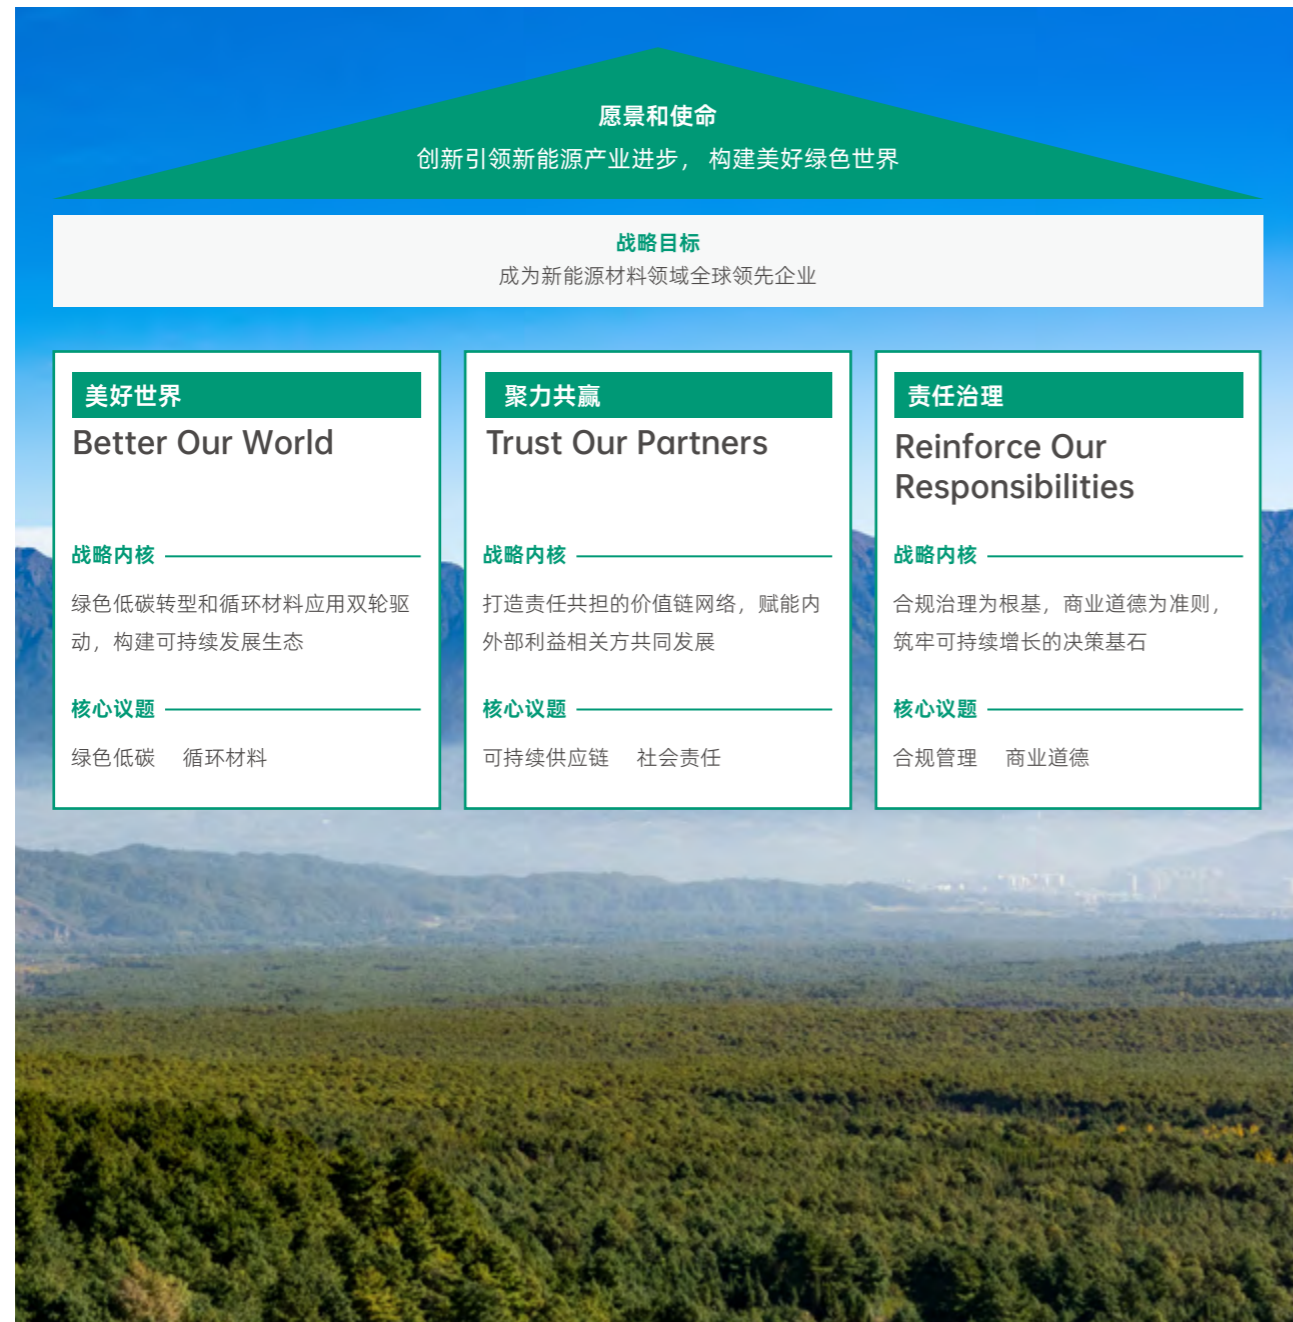 愿景和使命
创新引领新能源产业进步， 构建美好绿色世界
战略目标
成为新能源材料领域全球领先企业
美好世界
Better Our World
战略内核
绿色低碳转型和循环材料应用双轮驱
动，构建可持续发展生态
核心议题
绿色低碳 循环材料
聚力共赢
Trust Our Partners
战略内核
打造责任共担的价值链网络，赋能内
外部利益相关方共同发展
核心议题
可持续供应链 社会责任
责任治理
Reinforce Our
Responsibilities
战略内核
合规治理为根基，商业道德为准则，
筑牢可持续增长的决策基石
核心议题
合规管理 商业道德